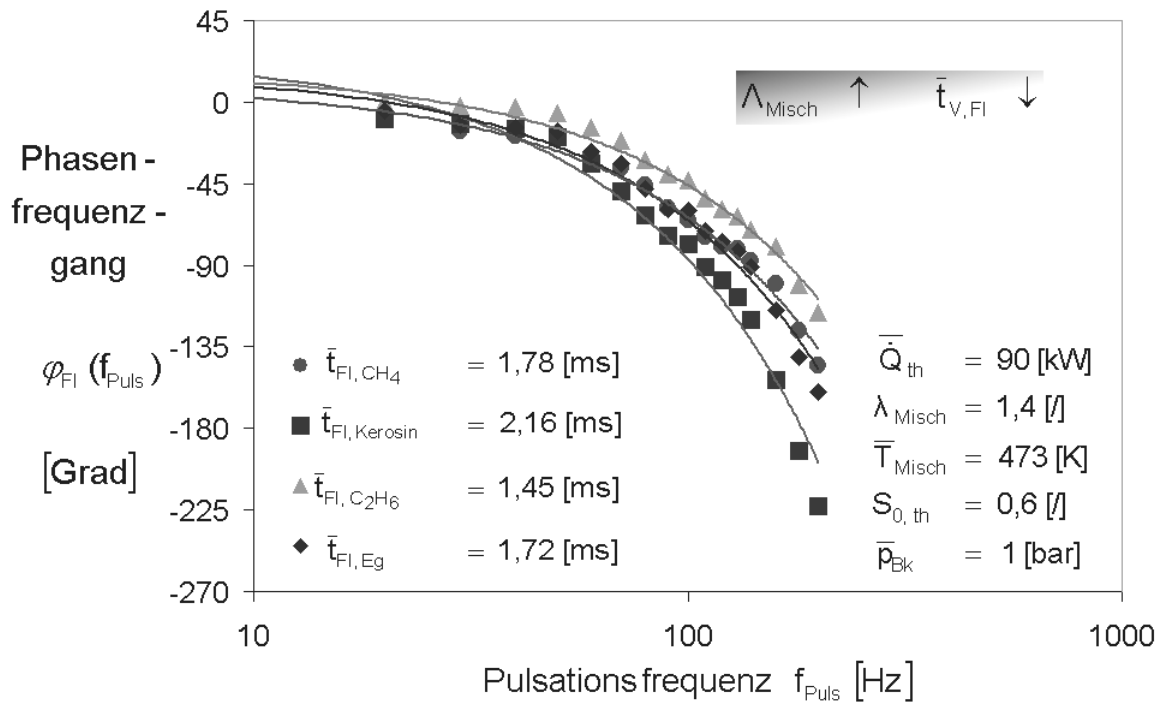 45
0
-45
-90
-135
-180
-225
-270
Phasen -
frequenz -
gang
φ_Fl (f_Puls)
[Grad]
Λ_Misch ↑ t̄_V,Fl ↓
● t̄_Fl, CH₄ = 1,78 [ms]
■ t̄_Fl, Kerosin = 2,16 [ms]
▲ t̄_Fl, C₂H₆ = 1,45 [ms]
◆ t̄_Fl, Eg = 1,72 [ms]
Q̇̅_th = 90 [kW]
λ_Misch = 1,4 [/]
T̅_Misch = 473 [K]
S_0, th = 0,6 [/]
p̅_Bk = 1 [bar]
10 100 1000
Pulsations frequenz f_Puls [Hz]